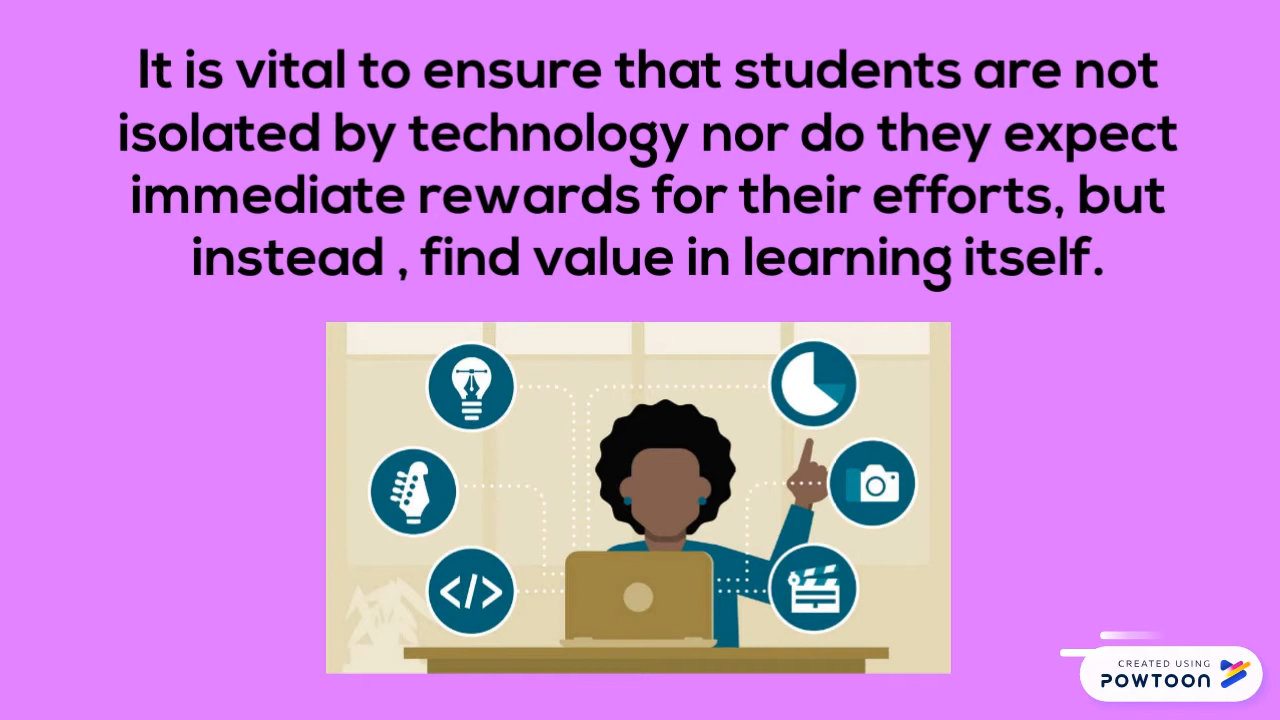 It is vital to ensure that students are not
isolated by technology nor do they expect
immediate rewards for their efforts, but
instead , find value in learning itself.
</>
CREATED USING
POWTOON